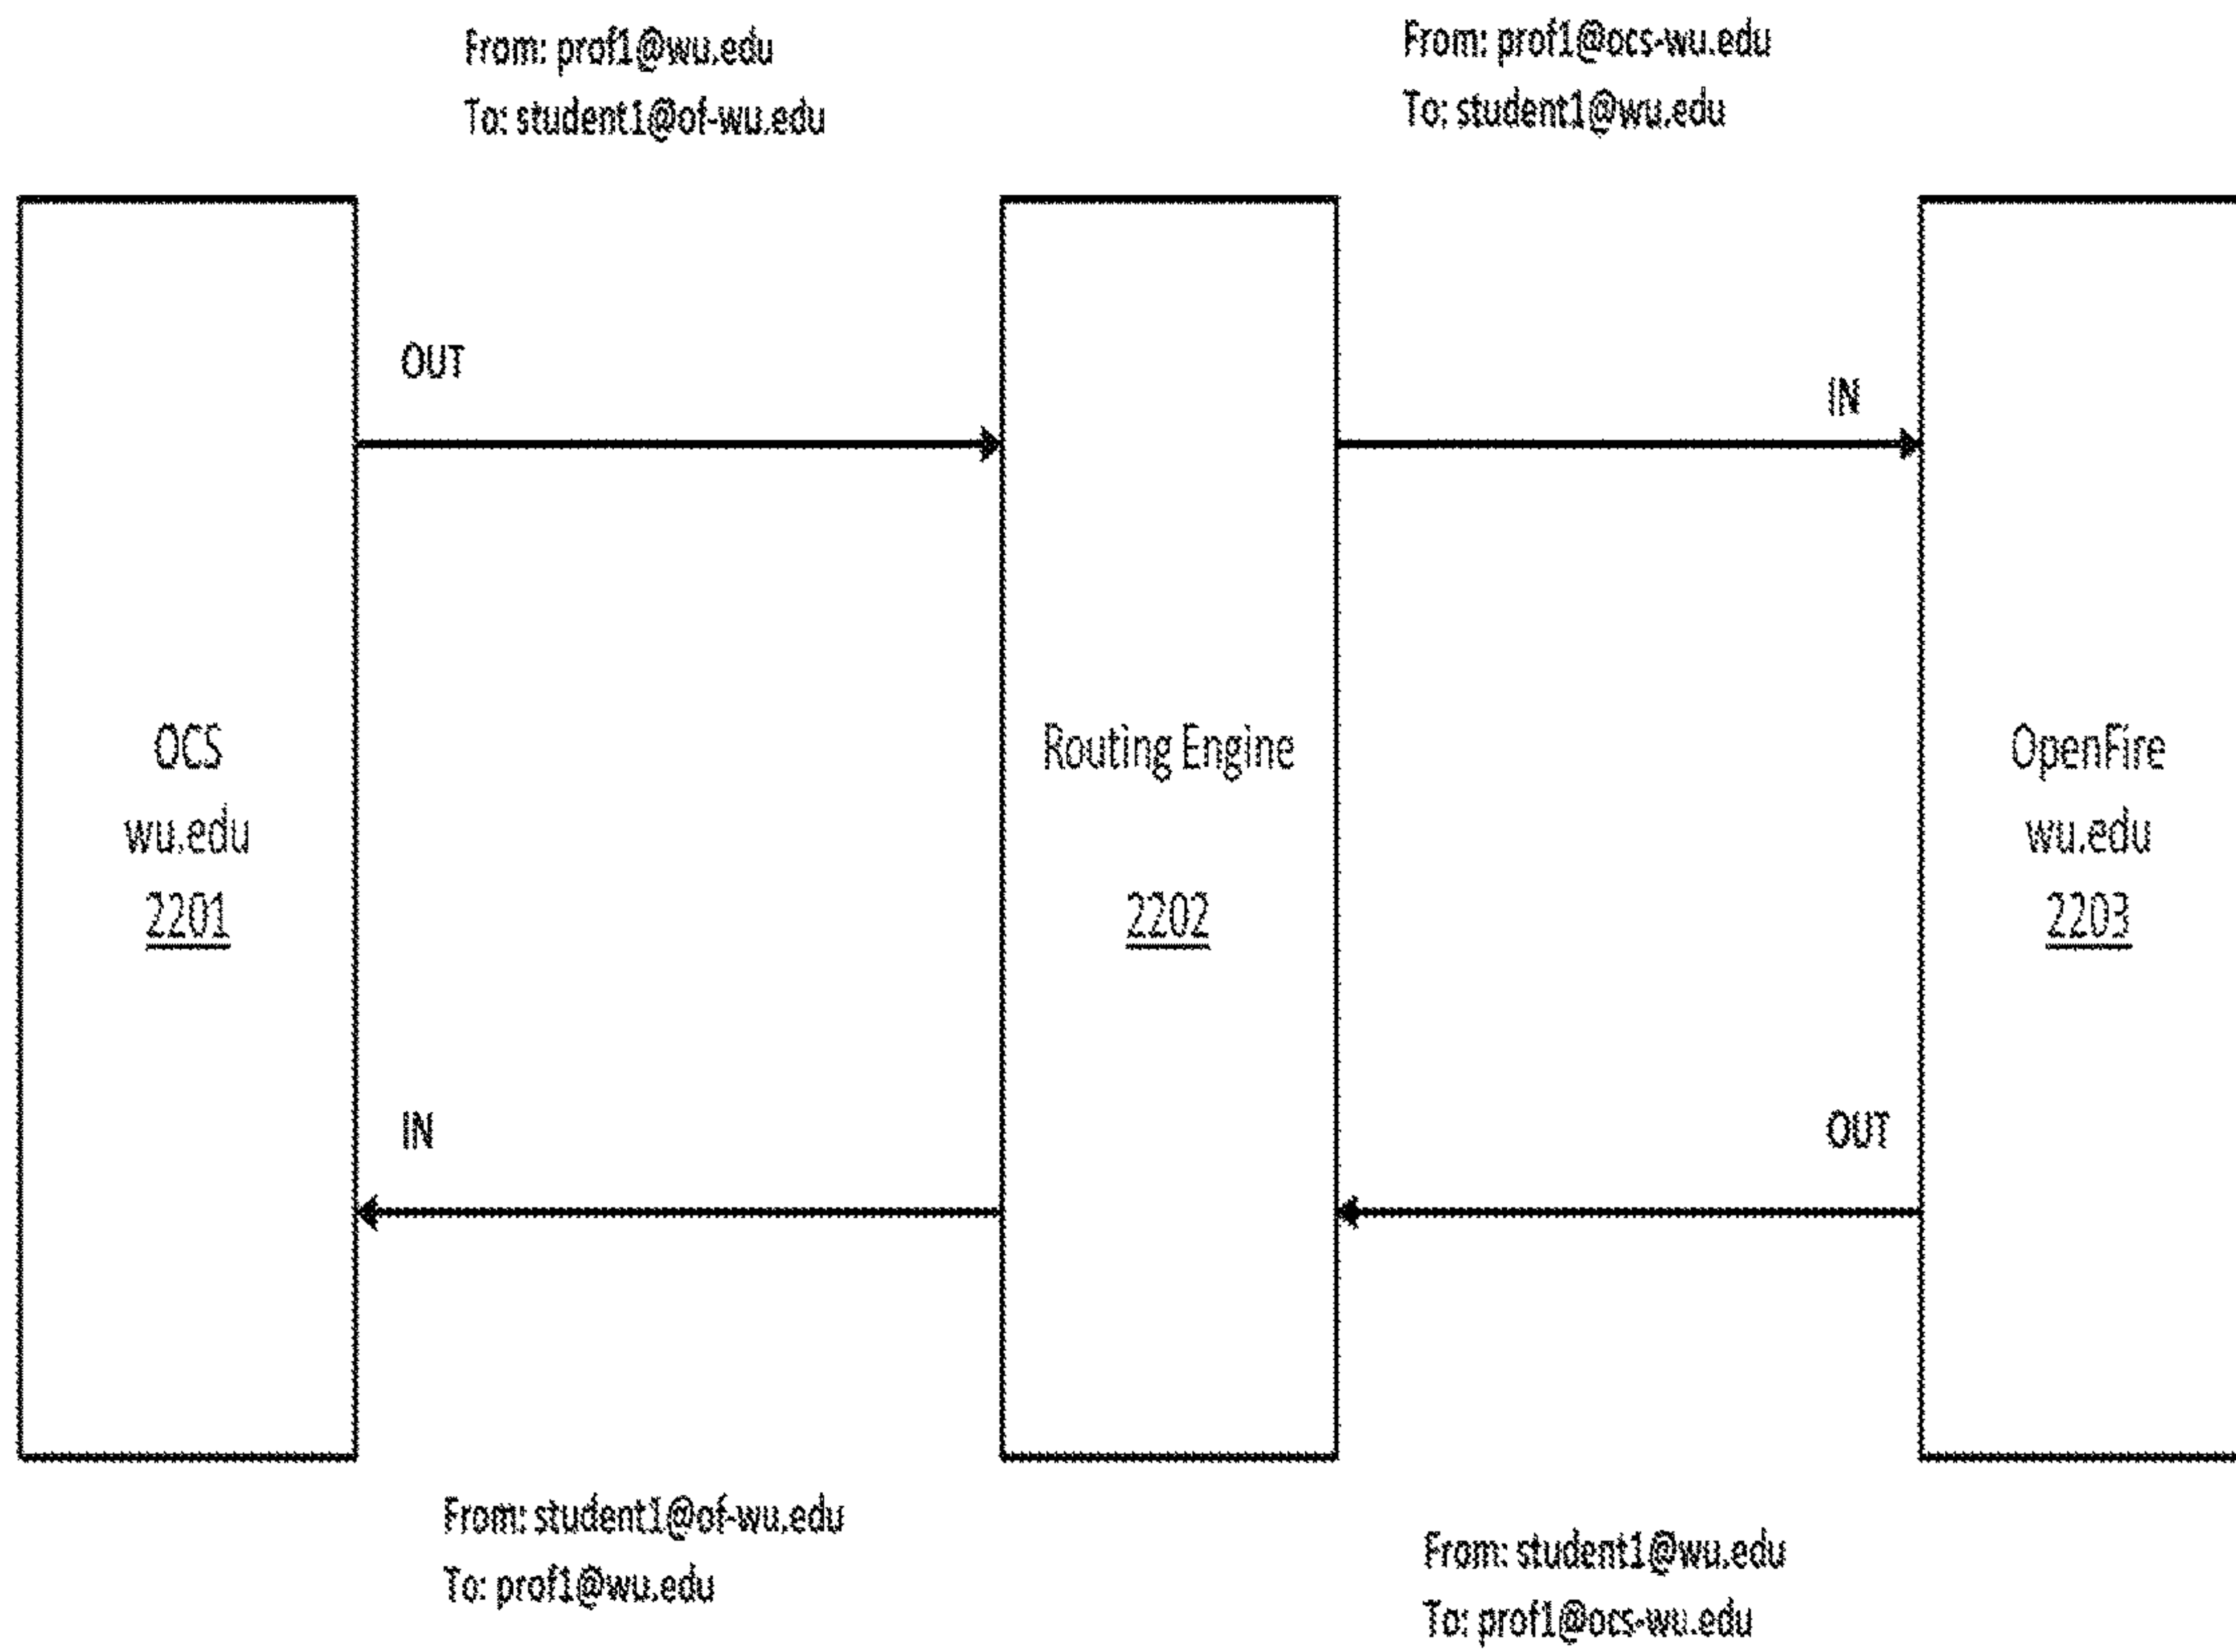 From: prof1@wu.edu
To: student1@of-wu.edu
From: prof1@ocs-wu.edu
To: student1@wu.edu
OUT
IN
OCS
wu.edu
2201
Routing Engine
2202
OpenFire
wu.edu
2203
IN
OUT
From: student1@of-wu.edu
To: prof1@wu.edu
From: student1@wu.edu
To: prof1@ocs-wu.edu